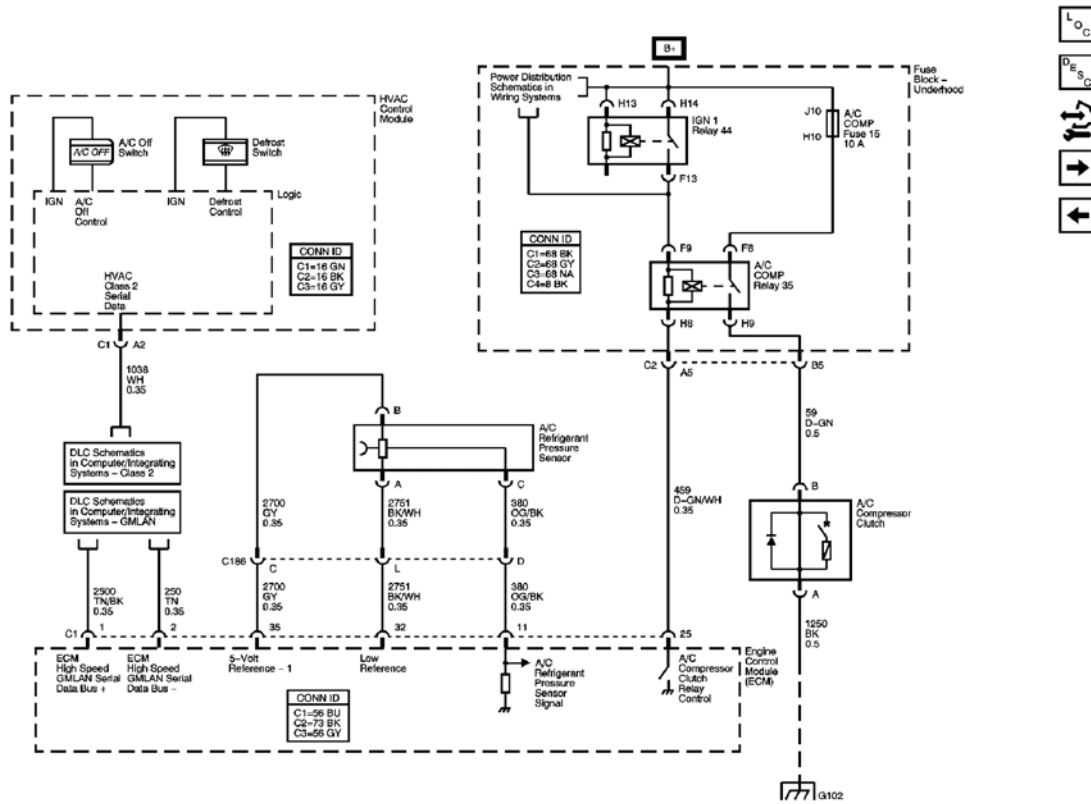 B+
Power Distribution
Schematics in
Wiring Systems
Fuse
Block –
Underhood
H13
H14
IGN 1
Relay 44
J10
H10
A/C
COMP
Fuse 15
10 A
F13
CONN ID
C1=68 BK
C2=68 GY
C3=68 NA
C4=8 BK
F9
F8
A/C
COMP
Relay 35
H8
H9
C2
A5
B5
HVAC
Control
Module
A/C OFF
A/C Off
Switch
Defrost
Switch
IGN
A/C
Off
Control
IGN
Defrost
Control
Logic
CONN ID
C1=16 GN
C2=16 BK
C3=16 GY
HVAC
Class 2
Serial
Data
C1
A2
1038
WH
0.35
DLC Schematics
in Computer/Integrating
Systems – Class 2
DLC Schematics
in Computer/Integrating
Systems – GMLAN
2500
TN/BK
0.35
250
TN
0.35
B
A/C
Refrigerant
Pressure
Sensor
A
C
2700
GY
0.35
2751
BK/WH
0.35
380
OG/BK
0.35
C186
C
L
D
2700
GY
0.35
2751
BK/WH
0.35
380
OG/BK
0.35
459
D-GN/WH
0.35
59
D-GN
0.5
B
A/C
Compressor
Clutch
A
1250
BK
0.5
C1
1
2
35
32
11
25
ECM
High Speed
GMLAN Serial
Data Bus +
ECM
High Speed
GMLAN Serial
Data Bus –
5-Volt
Reference – 1
Low
Reference
A/C
Refrigerant
Pressure
Sensor
Signal
A/C
Compressor
Clutch
Relay
Control
Engine
Control
Module
(ECM)
CONN ID
C1=56 BU
C2=73 BK
C3=56 GY
G102
LOC
DESC